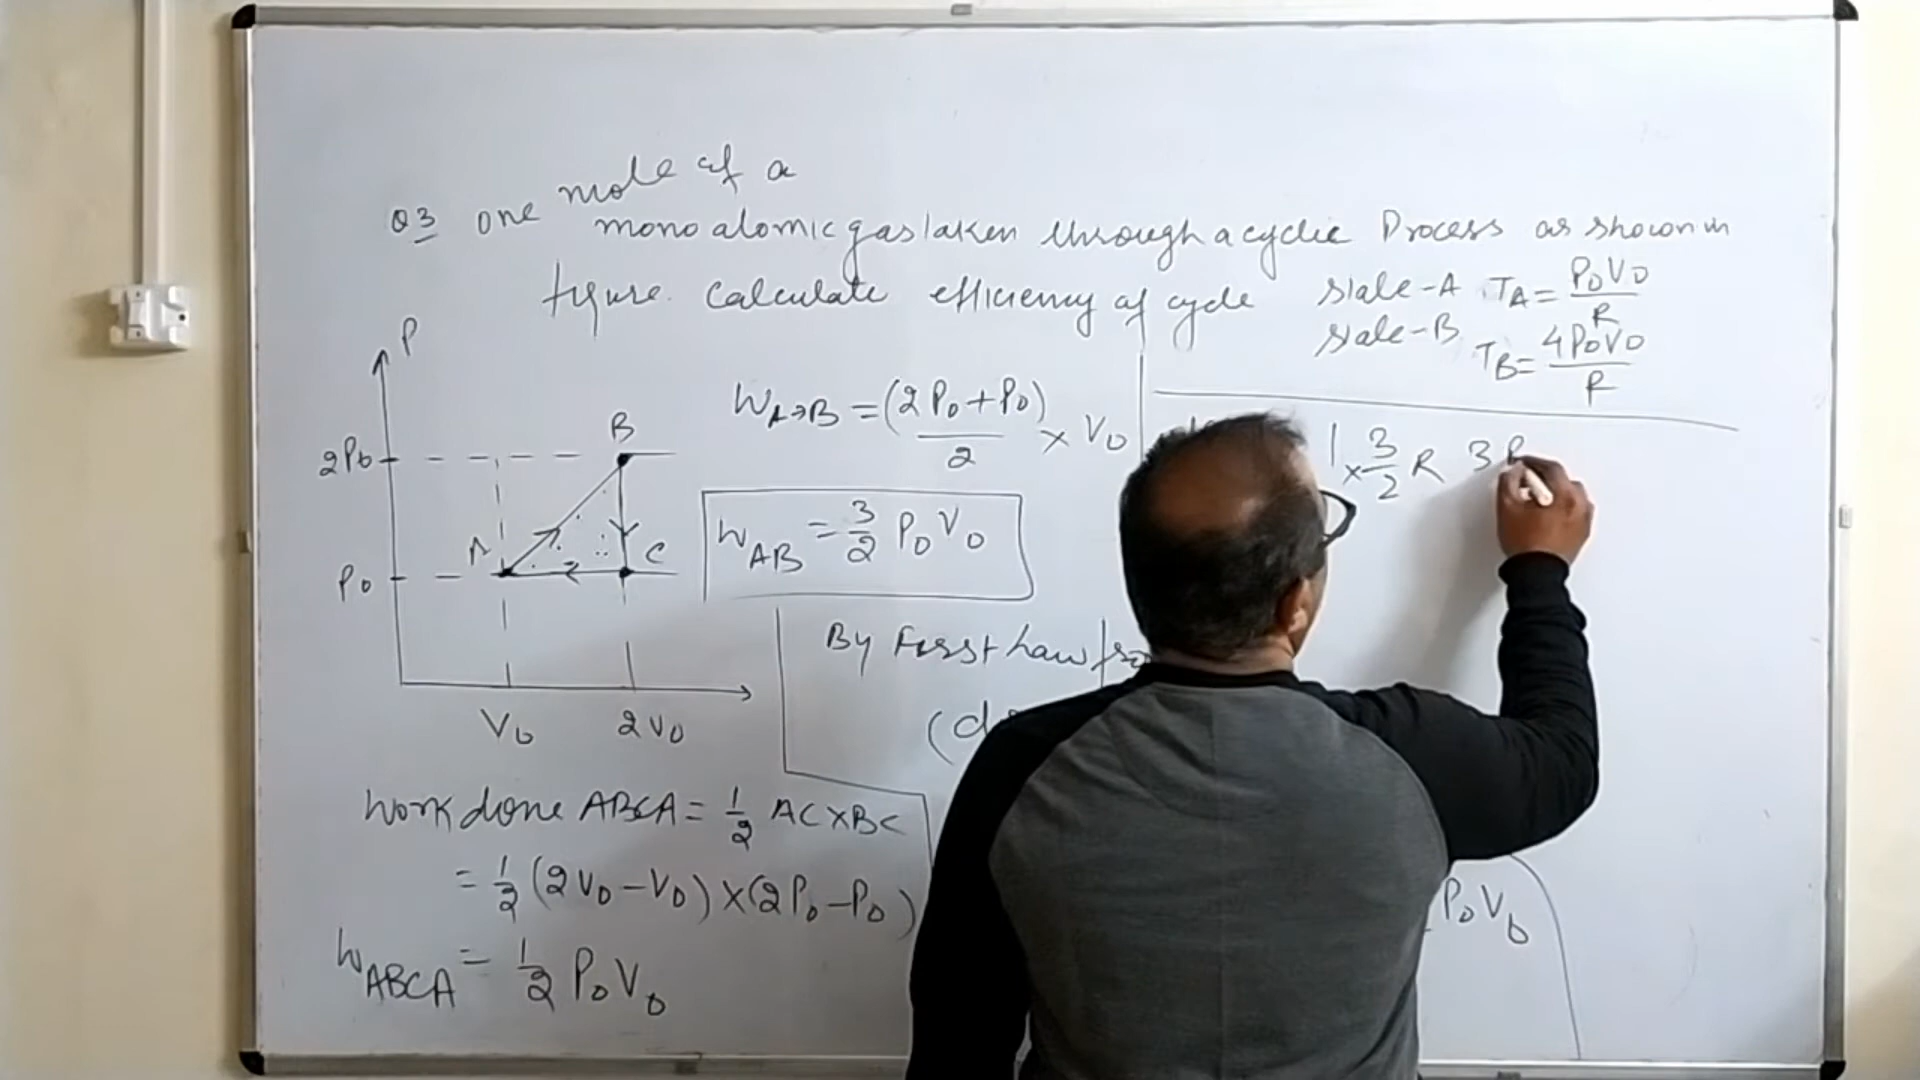 Q3 one mole of a
monoatomic gas taken through a cyclic Process as shown in
figure. Calculate efficiency of cycle
state-A T_A = P₀V₀/R
state-B T_B = 4P₀V₀/R
P
2P₀
B
A
C
P₀
V₀ 2V₀
W_A→B = (2P₀+P₀)/2 × V₀
W_AB = 3/2 P₀V₀
1 × 3/2 R 3 P
By First Law
(d
Work done ABCA = 1/2 AC×BC
= 1/2 (2V₀-V₀)×(2P₀-P₀)
W_ABCA = 1/2 P₀V₀
P₀V₀